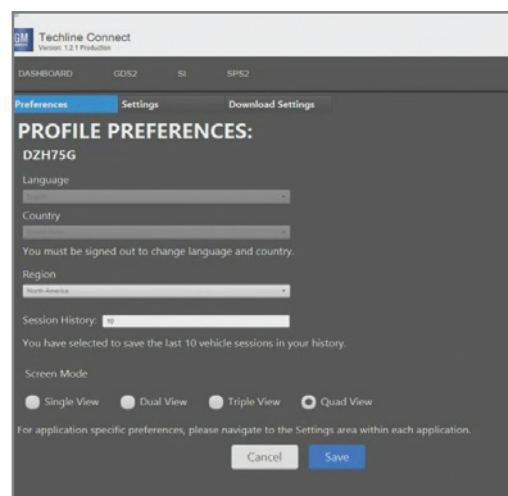 GM
Techline Connect
Version: 1.2.1 Production
DASHBOARD GDS2 SI SPS2
Preferences Settings Download Settings
PROFILE PREFERENCES:
DZH75G
Language
English
Country
You must be signed out to change language and country.
Region
North America
Session History: 10
You have selected to save the last 10 vehicle sessions in your history.
Screen Mode
Single View Dual View Triple View Quad View
For application specific preferences, please navigate to the Settings area within each application.
Cancel Save